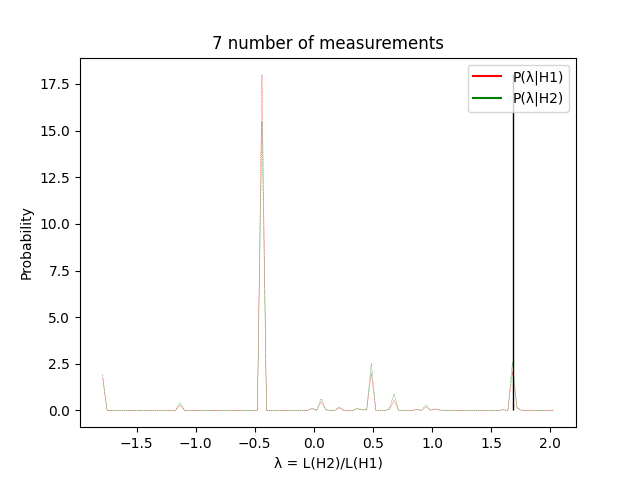 7 number of measurements
P(λ|H1)
P(λ|H2)
17.5
15.0
12.5
10.0
7.5
5.0
2.5
0.0
Probability
−1.5 −1.0 −0.5 0.0 0.5 1.0 1.5 2.0
λ = L(H2)/L(H1)